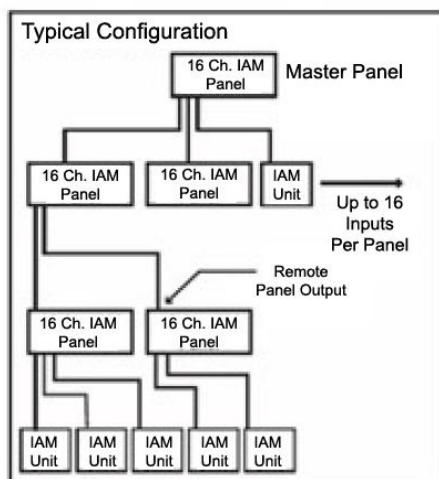 Typical Configuration
16 Ch. IAM
Panel
Master Panel
16 Ch. IAM
Panel
16 Ch. IAM
Panel
IAM
Unit
Up to 16
Inputs
Per Panel
Remote
Panel Output
16 Ch. IAM
Panel
16 Ch. IAM
Panel
IAM
Unit
IAM
Unit
IAM
Unit
IAM
Unit
IAM
Unit